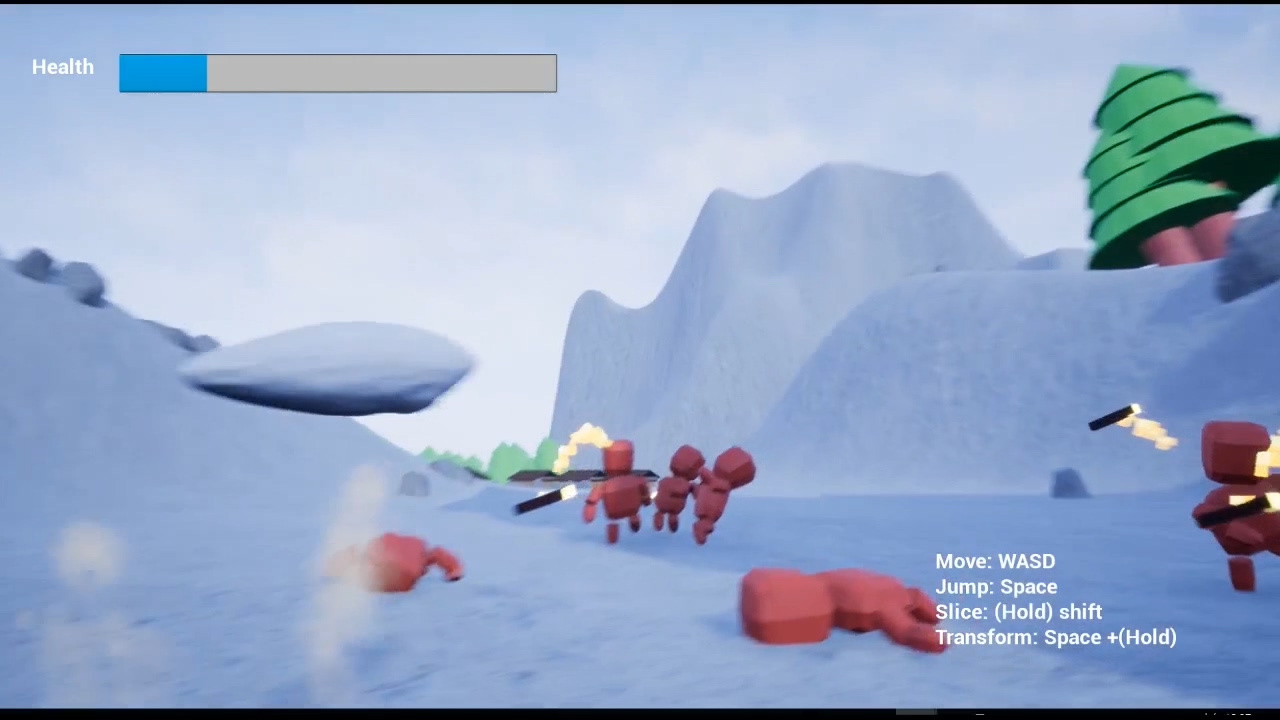 Health
Move: WASD
Jump: Space
Slice: (Hold) shift
Transform: Space +(Hold)